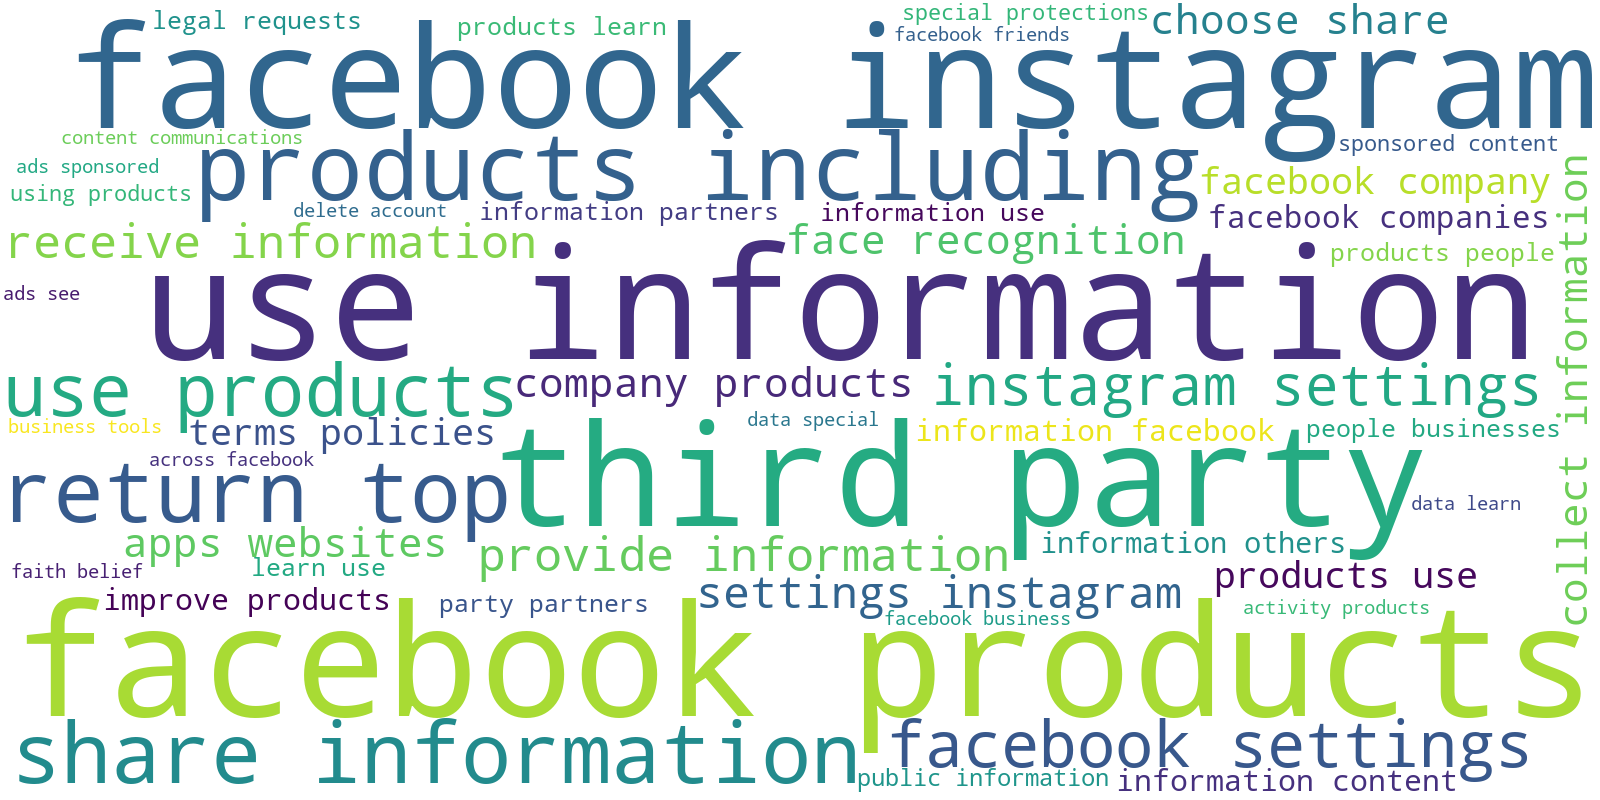 legal requests
products learn
special protections
choose share
facebook instagram
facebook friends
content communications
products including
sponsored content
ads sponsored
using products
facebook company
delete account
information partners
information use
facebook companies
receive information
face recognition
products people
collect information
ads see
use information
use products
company products
instagram settings
business tools
terms policies
data special
information facebook
people businesses
across facebook
return top
third party
data learn
apps websites
provide information
information others
faith belief
learn use
settings instagram
products use
improve products
party partners
facebook business
activity products
facebook products
share information
facebook settings
public information
information content